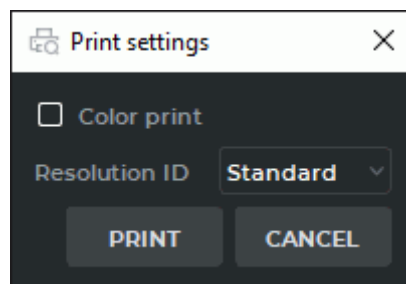 Print settings
Color print
Resolution ID Standard
PRINT CANCEL